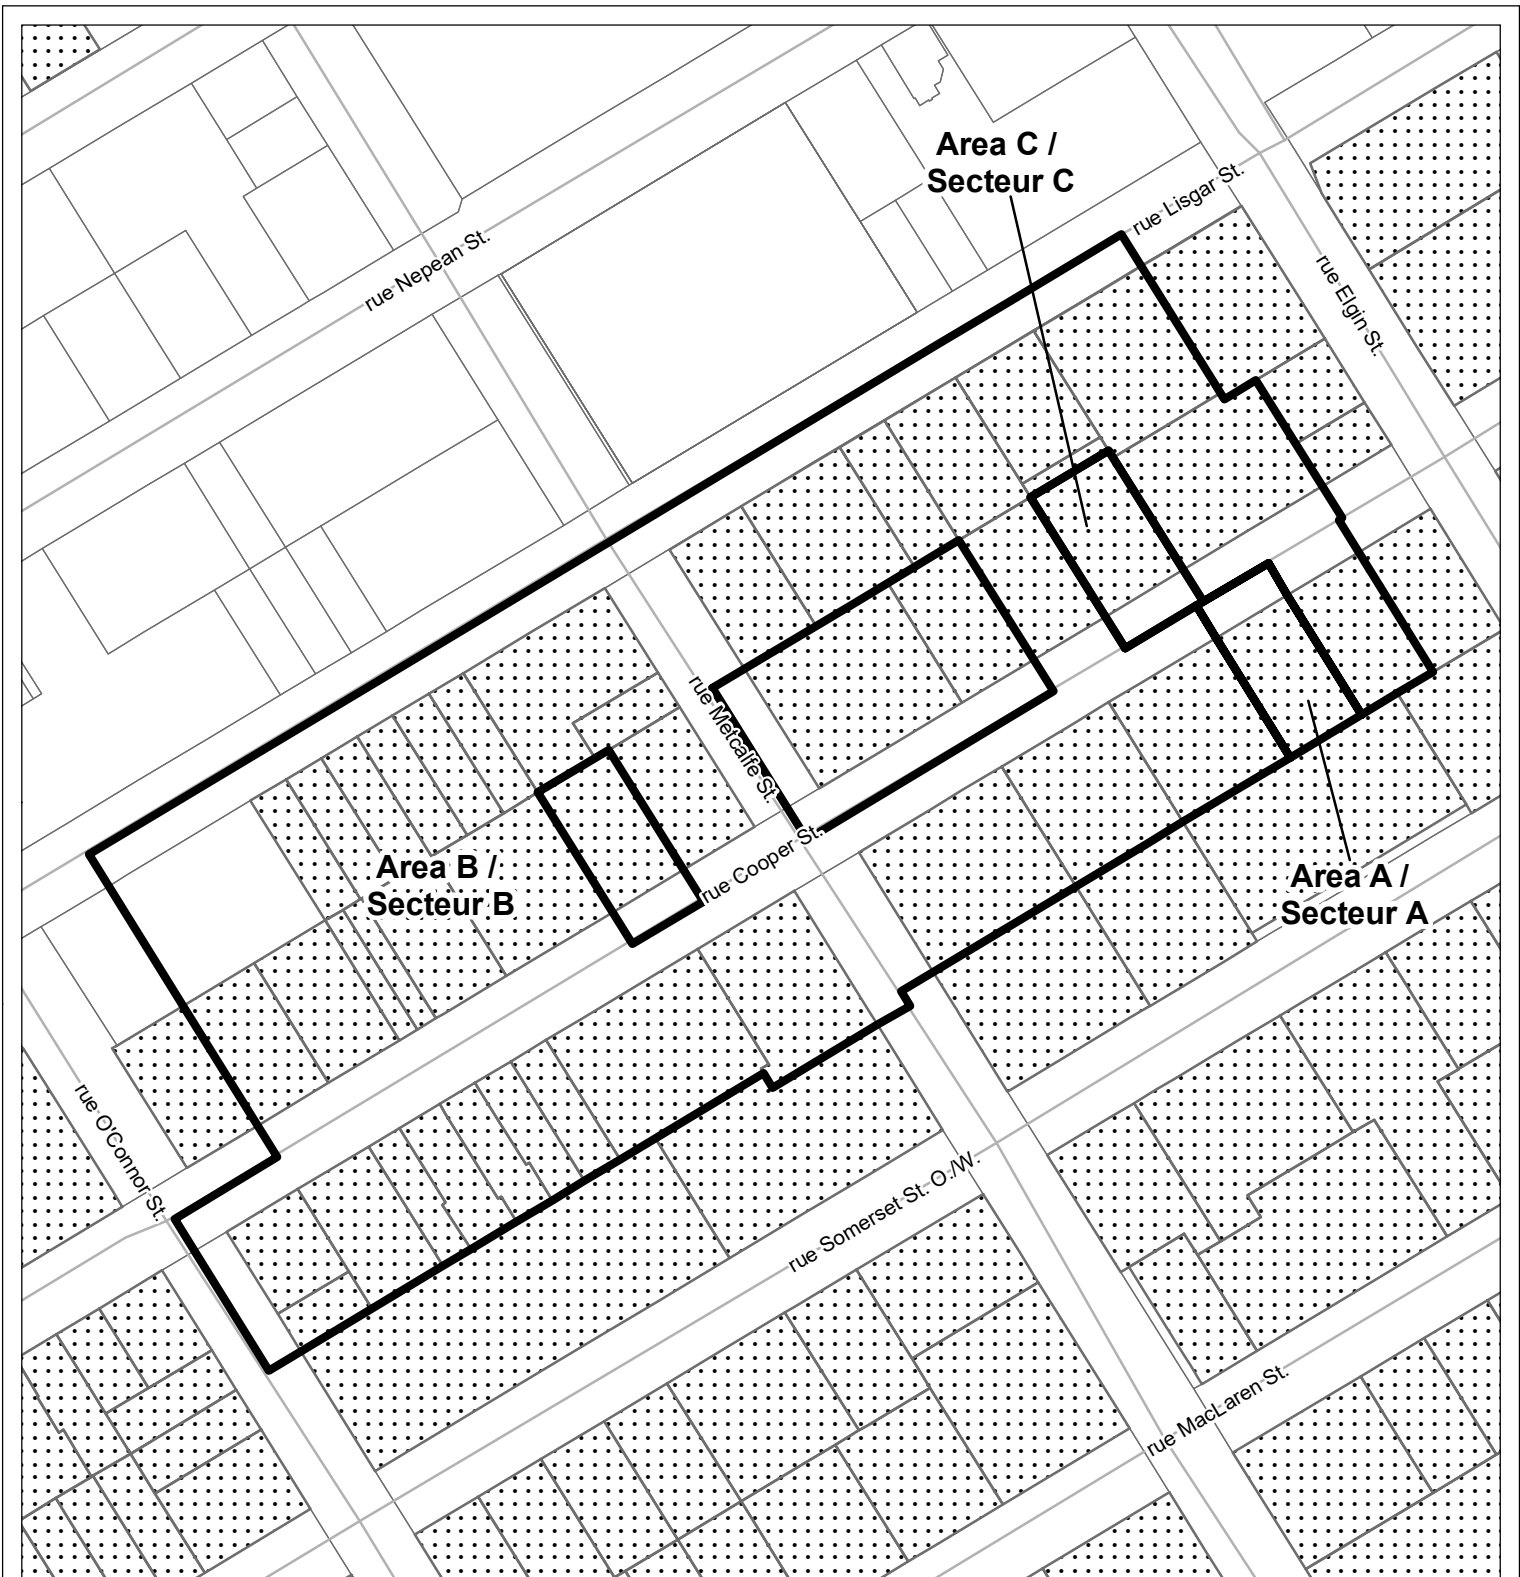 Area C /
Secteur C
rue Lisgar St.
rue Nepean St.
rue Elgin St.
rue Metcalfe St.
rue Cooper St.
Area B /
Secteur B
Area A /
Secteur A
rue O'Connor St.
rue Somerset St. O./W.
rue MacLaren St.